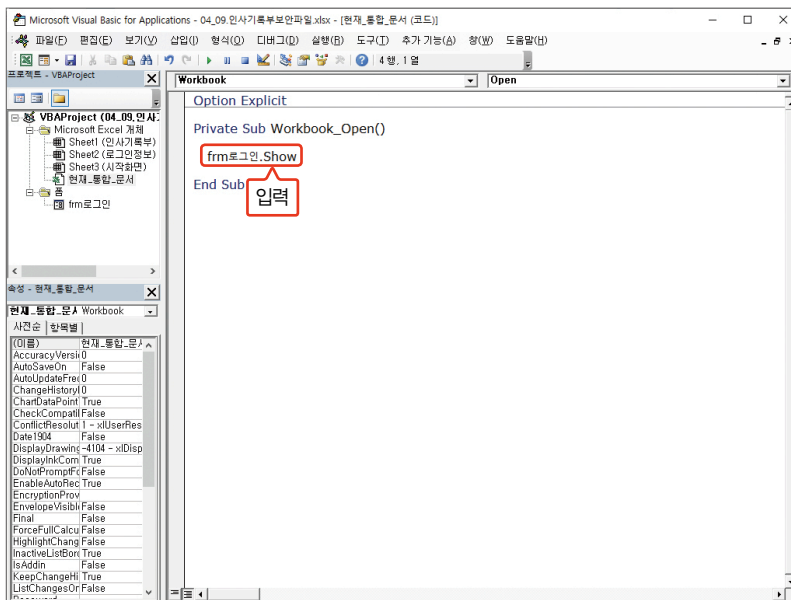 Microsoft Visual Basic for Applications - 04_09.인사기록부보안파일.xlsx - [현재_통합_문서 (코드)]
파일(F) 편집(E) 보기(V) 삽입(I) 형식(O) 디버그(D) 실행(R) 도구(T) 추가 기능(A) 창(W) 도움말(H)
4행, 1열
프로젝트 - VBAProject
VBAProject (04_09.인사
Microsoft Excel 개체
Sheet1 (인사기록부)
Sheet2 (로그인정보)
Sheet3 (시작화면)
현재_통합_문서
폼
frm로그인
속성 - 현재_통합_문서
현재_통합_문서 Workbook
사전순 항목별
(이름) 현재_통합_문서
AccuracyVersi 0
AutoSaveOn False
AutoUpdateFre 0
ChangeHistoryI 0
ChartDataPoint True
CheckCompatil False
ConflictResolut 1 - xlUserRes
Date1904 False
DisplayDrawing -4104 - xlDisp
DisplayInkCom True
DoNotPromptFo False
EnableAutoRec True
EncryptionProv
EnvelopeVisibl False
Final False
ForceFullCalcu False
HighlightChang False
InactiveListBor True
IsAddin False
KeepChangeHi True
ListChangesOr False
Workbook
Open
Option Explicit
Private Sub Workbook_Open()
frm로그인.Show
End Sub
입력